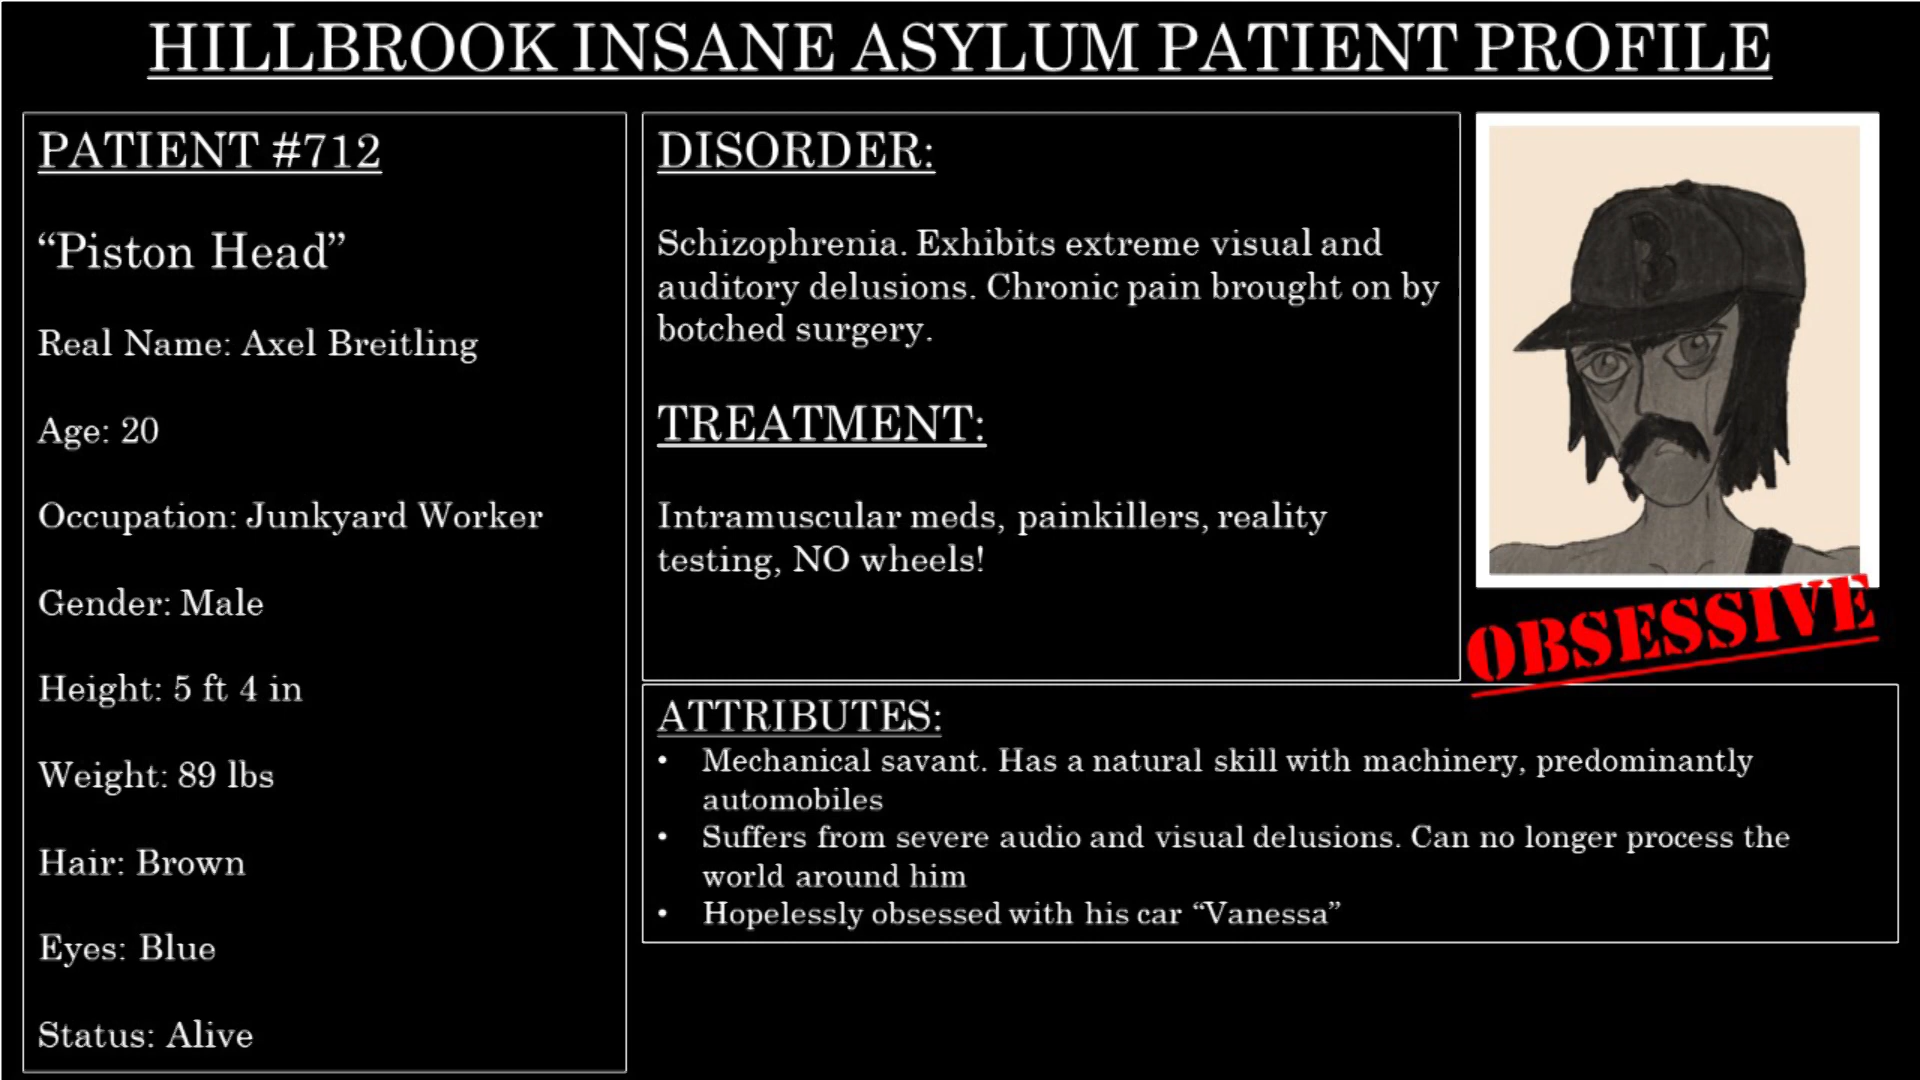 HILLBROOK INSANE ASYLUM PATIENT PROFILE
PATIENT #712
“Piston Head”
Real Name: Axel Breitling
Age: 20
Occupation: Junkyard Worker
Gender: Male
Height: 5 ft 4 in
Weight: 89 lbs
Hair: Brown
Eyes: Blue
Status: Alive
DISORDER:
Schizophrenia. Exhibits extreme visual and
auditory delusions. Chronic pain brought on by
botched surgery.
TREATMENT:
Intramuscular meds, painkillers, reality
testing, NO wheels!
B
OBSESSIVE
ATTRIBUTES:
• Mechanical savant. Has a natural skill with machinery, predominantly
automobiles
• Suffers from severe audio and visual delusions. Can no longer process the
world around him
• Hopelessly obsessed with his car “Vanessa”